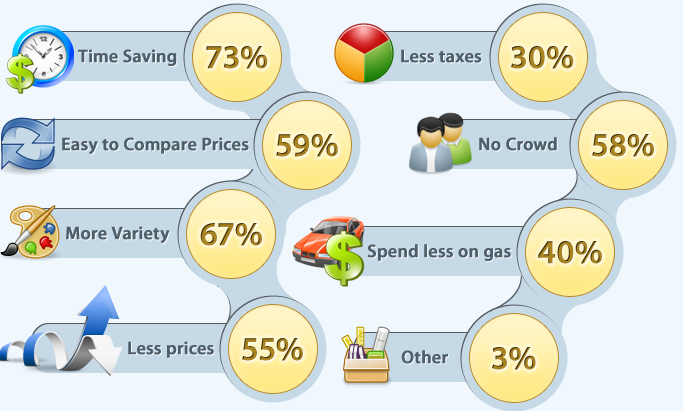 Time Saving 73%
Easy to Compare Prices 59%
More Variety 67%
Less prices 55%
Less taxes 30%
No Crowd 58%
$ Spend less on gas 40%
Other 3%